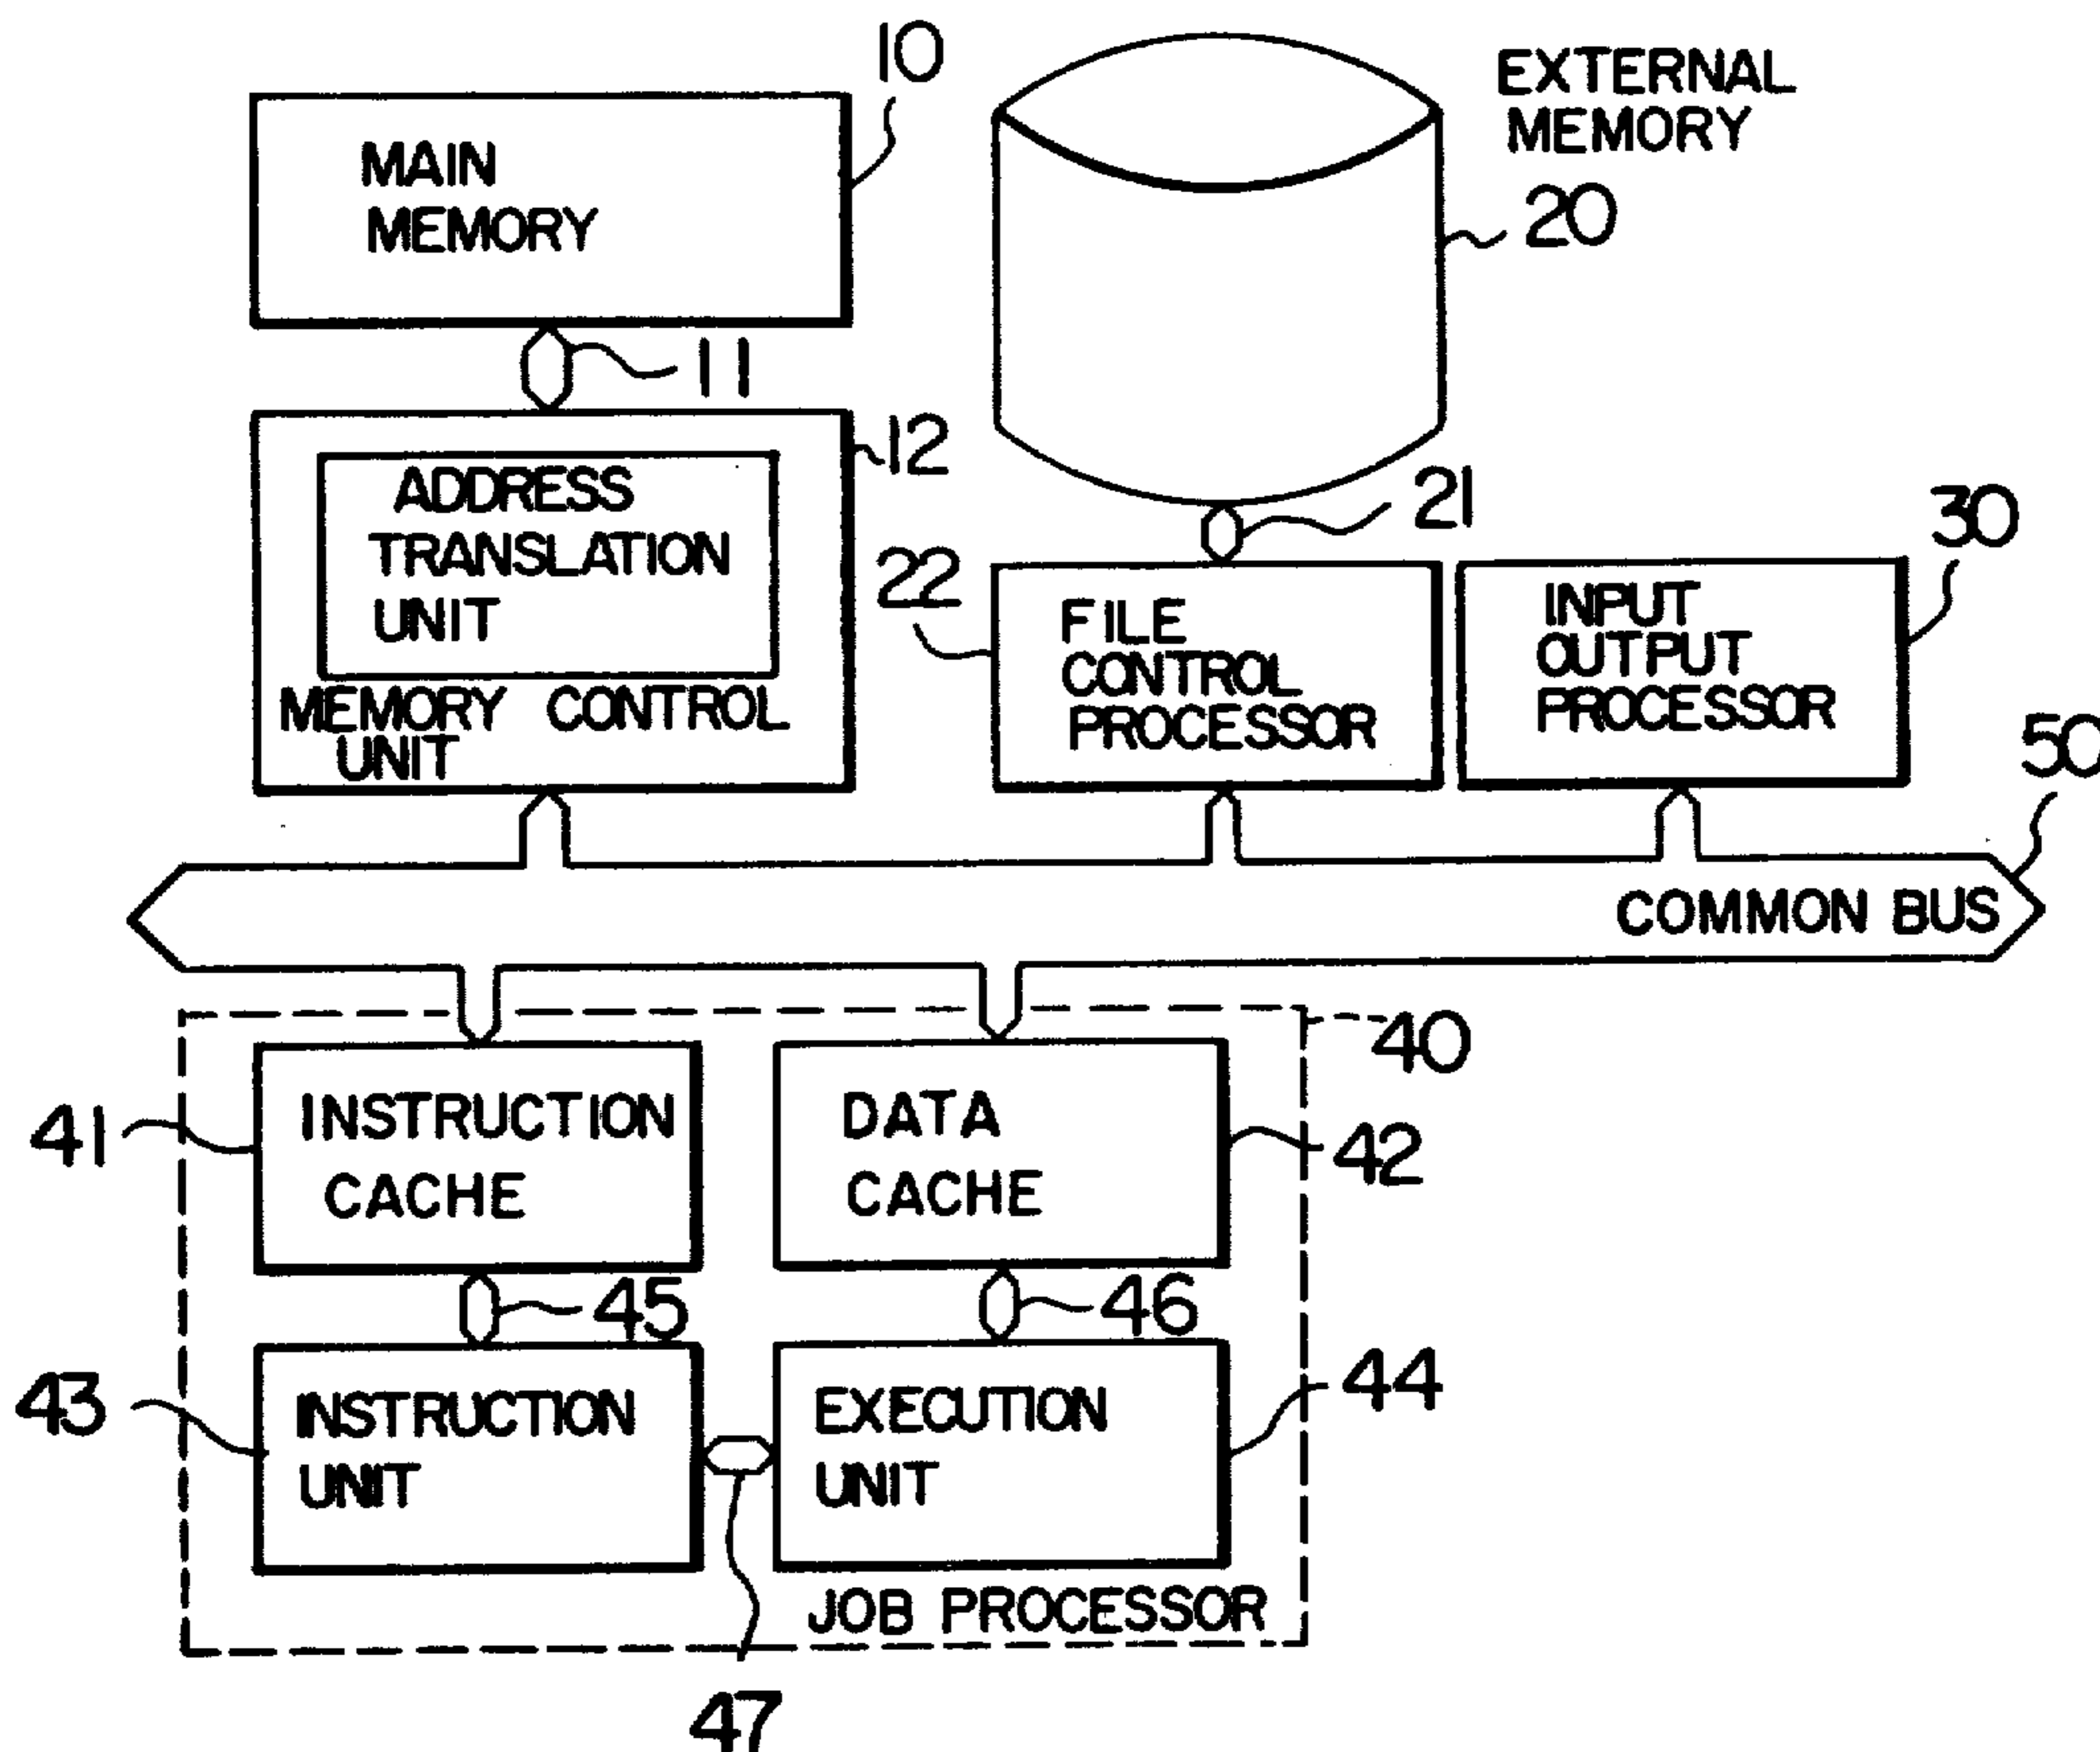 10
MAIN
MEMORY
EXTERNAL
MEMORY
20
11
12
ADDRESS
TRANSLATION
UNIT
MEMORY CONTROL
UNIT
21
22
30
FILE
CONTROL
PROCESSOR
INPUT
OUTPUT
PROCESSOR
50
COMMON BUS
40
41
INSTRUCTION
CACHE
DATA
CACHE
42
45
46
43
INSTRUCTION
UNIT
EXECUTION
UNIT
44
JOB PROCESSOR
47